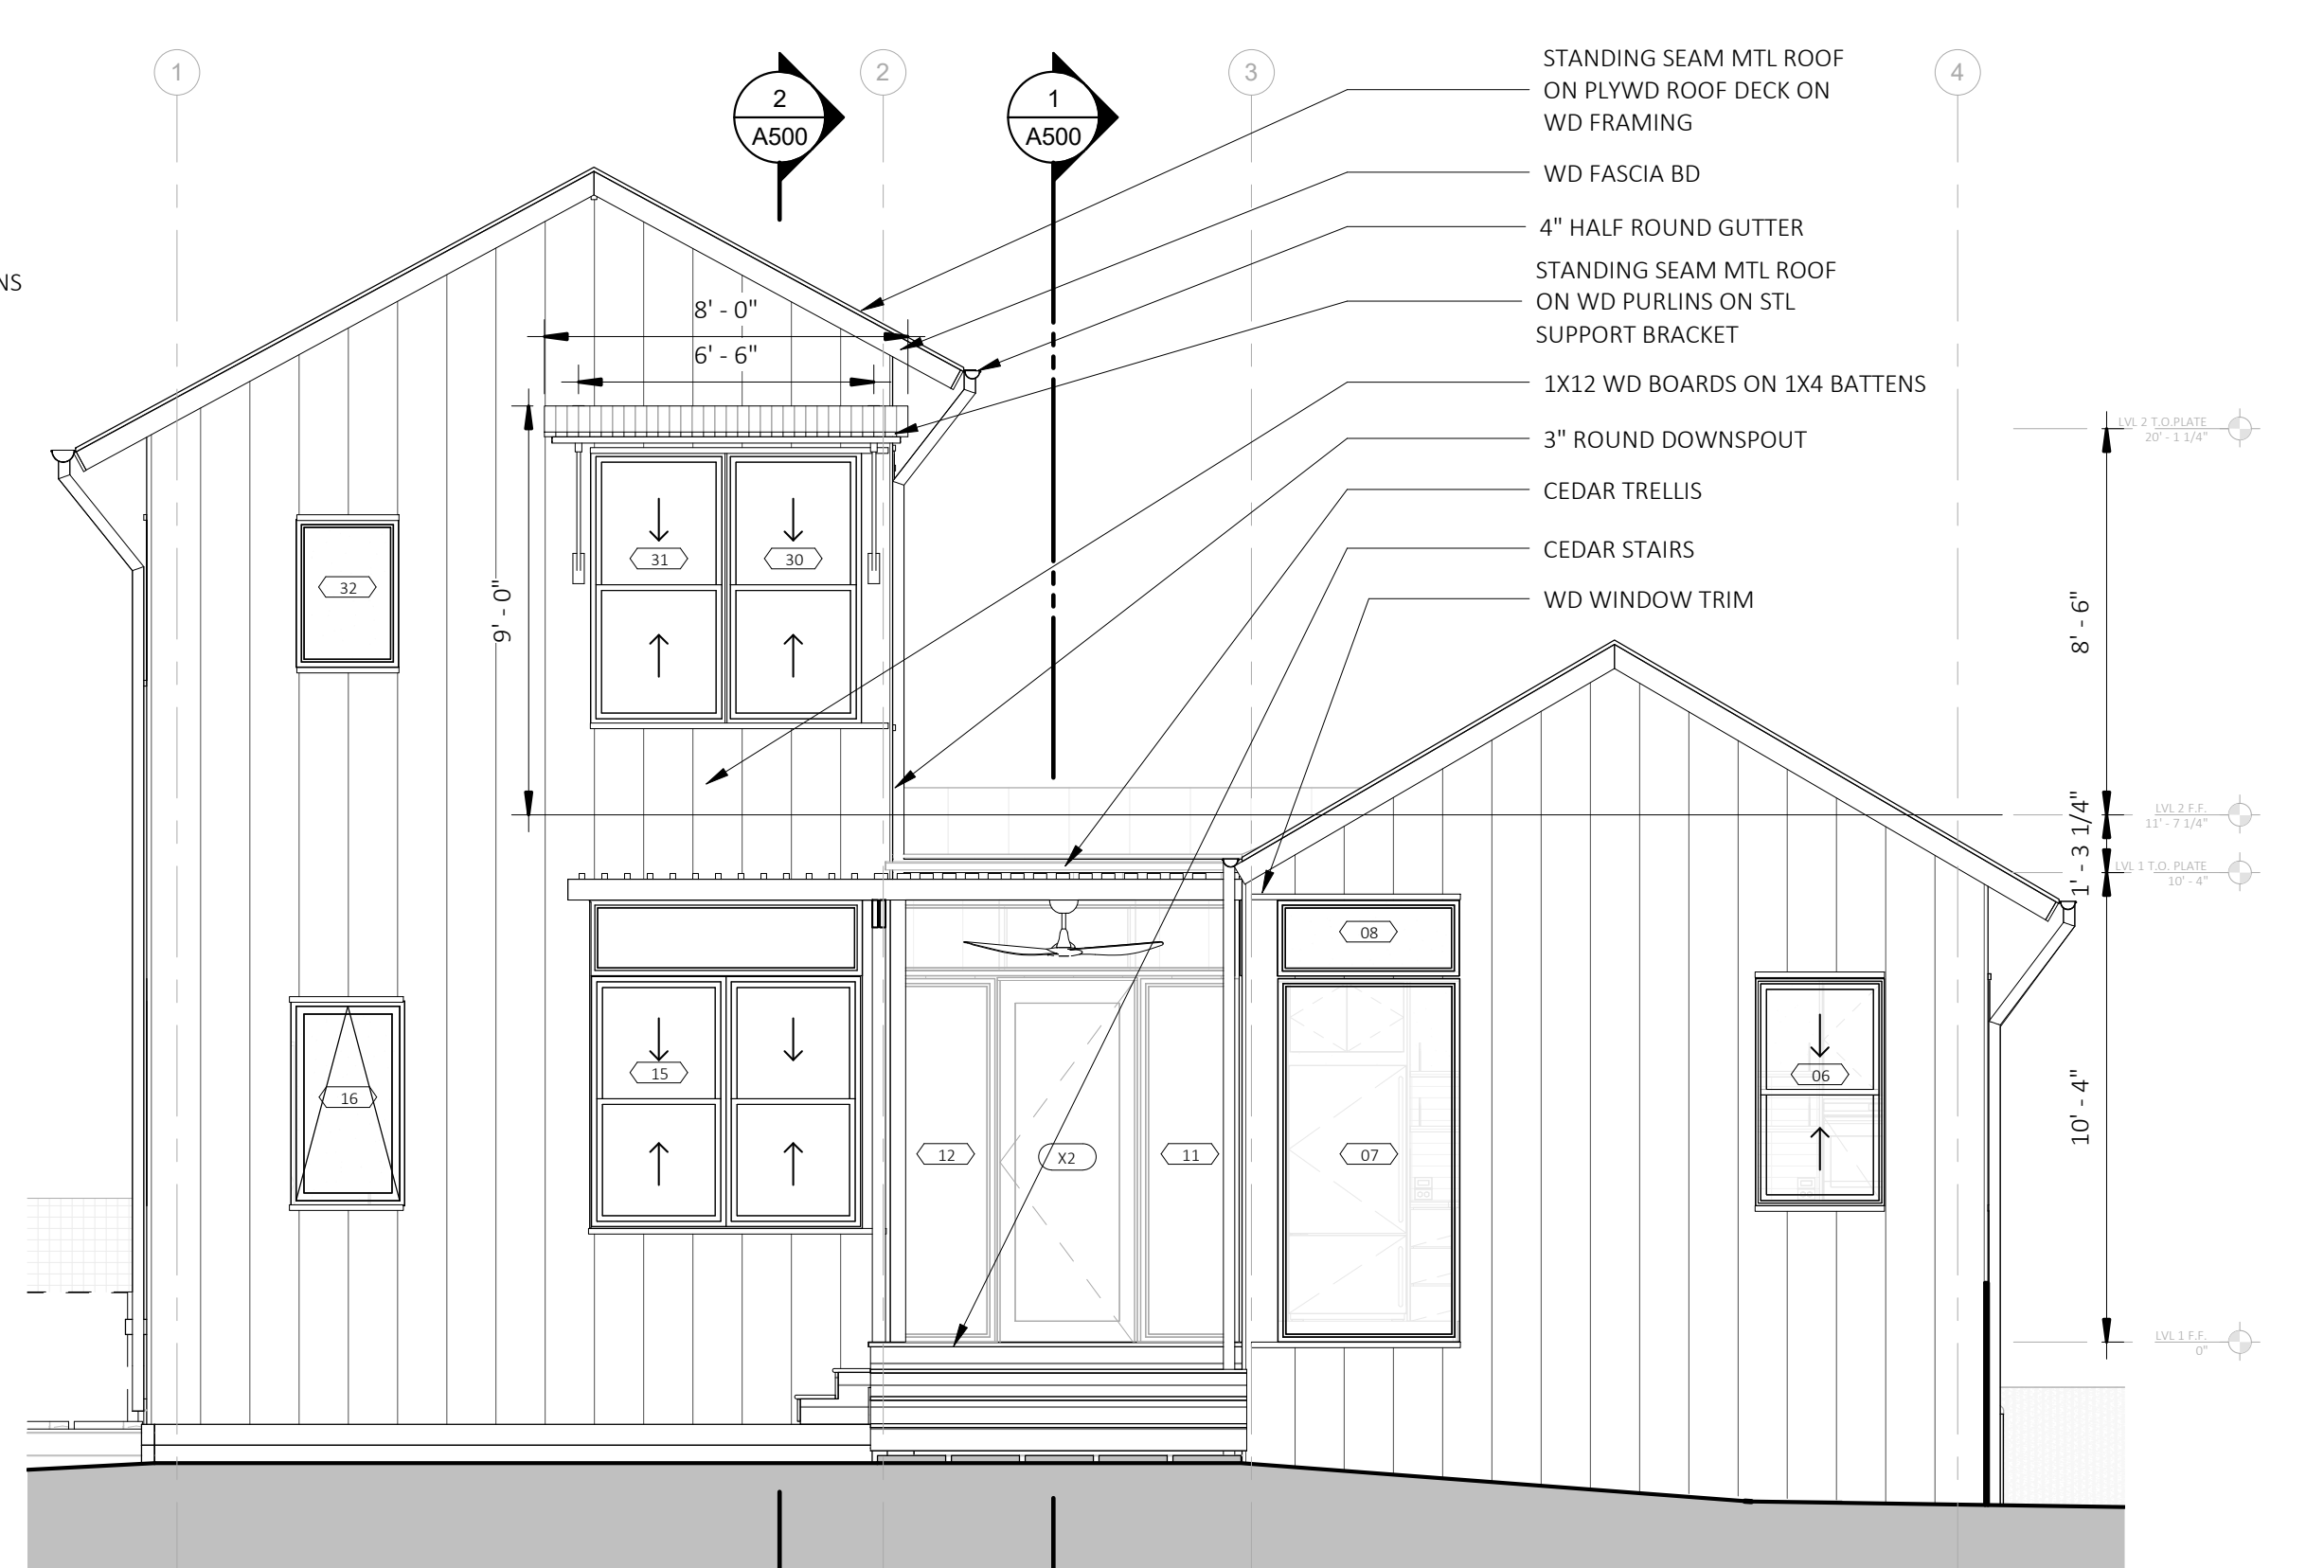 1
2
3
4
2
A500
1
A500
STANDING SEAM MTL ROOF
ON PLYWD ROOF DECK ON
WD FRAMING
WD FASCIA BD
4" HALF ROUND GUTTER
STANDING SEAM MTL ROOF
ON WD PURLINS ON STL
SUPPORT BRACKET
1X12 WD BOARDS ON 1X4 BATTENS
3" ROUND DOWNSPOUT
CEDAR TRELLIS
CEDAR STAIRS
WD WINDOW TRIM
NS
8' - 0"
6' - 6"
9' - 0"
32
31
30
16
15
12
X2
11
08
07
06
LVL 2 T.O.PLATE
20' - 1 1/4"
8' - 6"
LVL 2 F.F.
11' - 7 1/4"
1' - 3 1/4"
LVL 1 T.O. PLATE
10' - 4"
10' - 4"
LVL 1 F.F.
0"